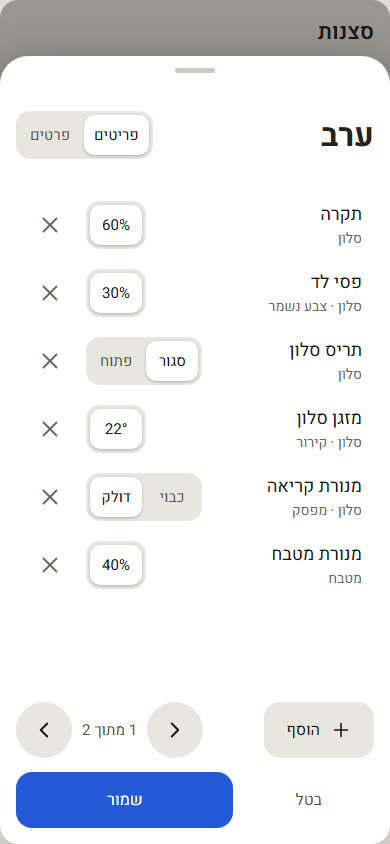 סצנות
ערב
פריטים
פרטים
תקרה
סלון
60%
פסי לד
סלון · צבע נשמר
30%
תריס סלון
סלון
סגור
פתוח
מזגן סלון
סלון · קירור
22°
מנורת קריאה
סלון · מפסק
כבוי
דולק
מנורת מטבח
מטבח
40%
הוסף
1 מתוך 2
בטל
שמור